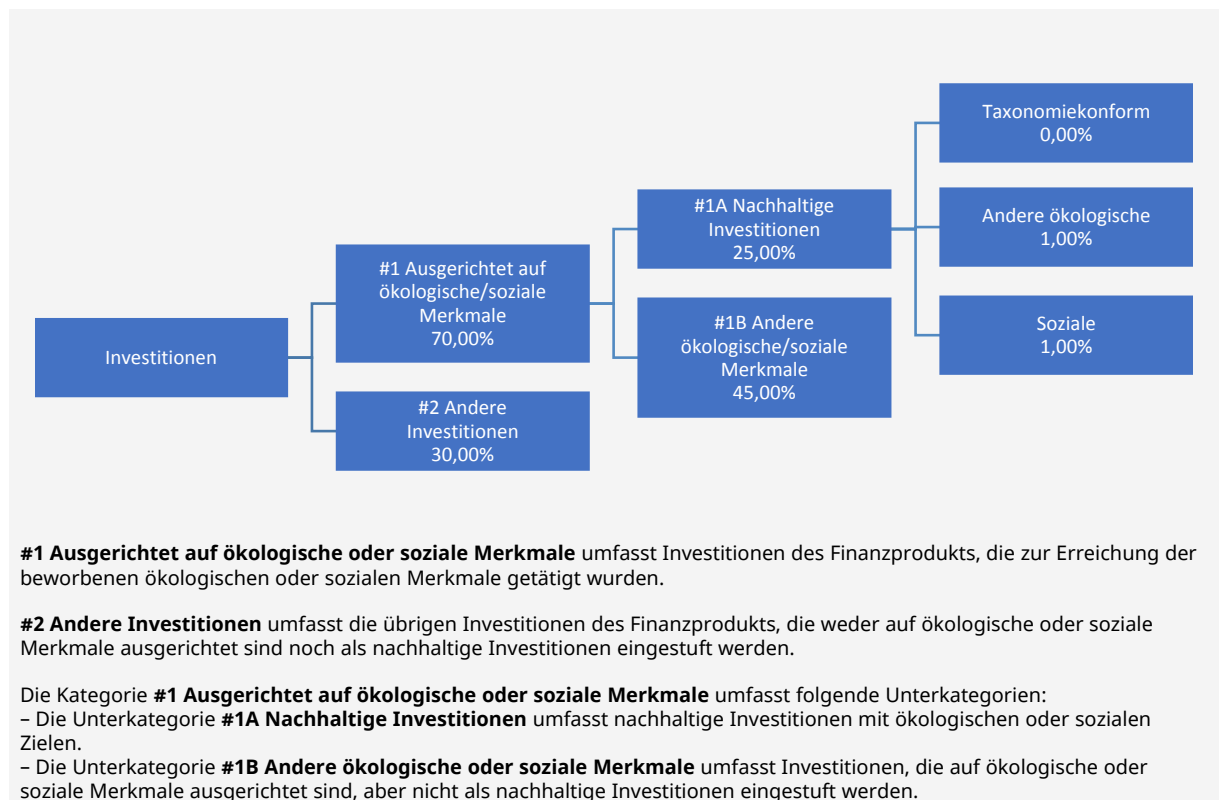 Investitionen
#1 Ausgerichtet auf
ökologische/soziale
Merkmale
70,00%
#2 Andere
Investitionen
30,00%
#1A Nachhaltige
Investitionen
25,00%
#1B Andere
ökologische/soziale
Merkmale
45,00%
Taxonomiekonform
0,00%
Andere ökologische
1,00%
Soziale
1,00%
#1 Ausgerichtet auf ökologische oder soziale Merkmale umfasst Investitionen des Finanzprodukts, die zur Erreichung der
beworbenen ökologischen oder sozialen Merkmale getätigt wurden.
#2 Andere Investitionen umfasst die übrigen Investitionen des Finanzprodukts, die weder auf ökologische oder soziale
Merkmale ausgerichtet sind noch als nachhaltige Investitionen eingestuft werden.
Die Kategorie #1 Ausgerichtet auf ökologische oder soziale Merkmale umfasst folgende Unterkategorien:
– Die Unterkategorie #1A Nachhaltige Investitionen umfasst nachhaltige Investitionen mit ökologischen oder sozialen
Zielen.
– Die Unterkategorie #1B Andere ökologische oder soziale Merkmale umfasst Investitionen, die auf ökologische oder
soziale Merkmale ausgerichtet sind, aber nicht als nachhaltige Investitionen eingestuft werden.